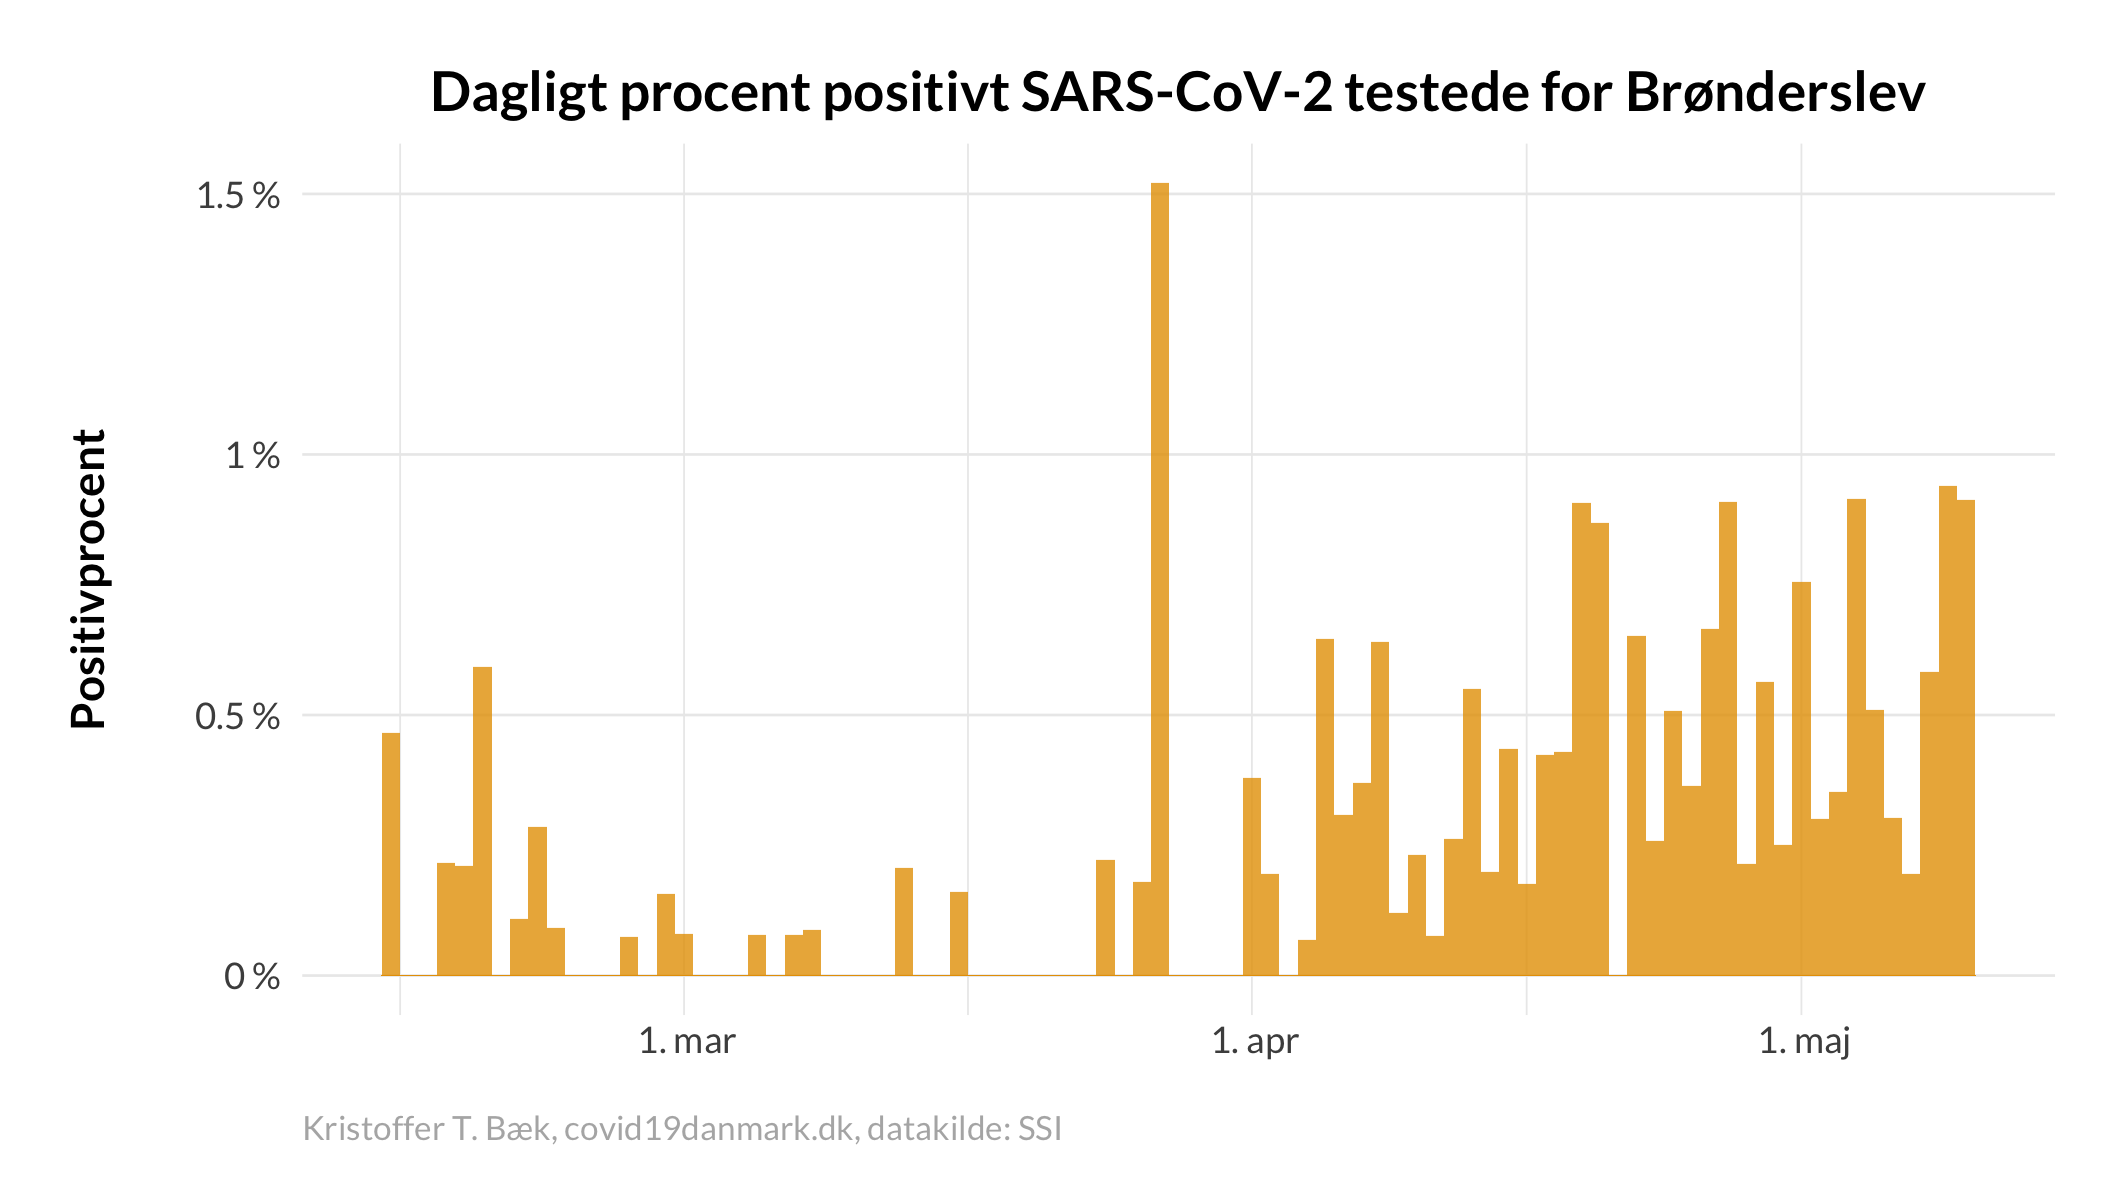 Dagligt procent positivt SARS-CoV-2 testede for Brønderslev
Positivprocent
1.5 %
1 %
0.5 %
0 %
1. mar
1. apr
1. maj
Kristoffer T. Bæk, covid19danmark.dk, datakilde: SSI